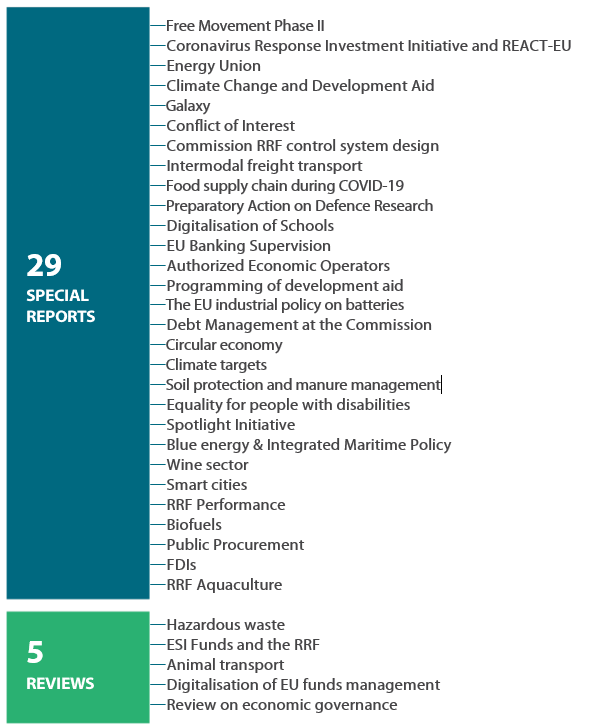 Free Movement Phase II
Coronavirus Response Investment Initiative and REACT-EU
Energy Union
Climate Change and Development Aid
Galaxy
Conflict of Interest
Commission RRF control system design
Intermodal freight transport
Food supply chain during COVID-19
Preparatory Action on Defence Research
Digitalisation of Schools
EU Banking Supervision
Authorized Economic Operators
Programming of development aid
The EU industrial policy on batteries
Debt Management at the Commission
Circular economy
Climate targets
Soil protection and manure management
Equality for people with disabilities
Spotlight Initiative
Blue energy & Integrated Maritime Policy
Wine sector
Smart cities
RRF Performance
Biofuels
Public Procurement
FDIs
RRF Aquaculture
29
SPECIAL
REPORTS
Hazardous waste
ESI Funds and the RRF
Animal transport
Digitalisation of EU funds management
Review on economic governance
5
REVIEWS